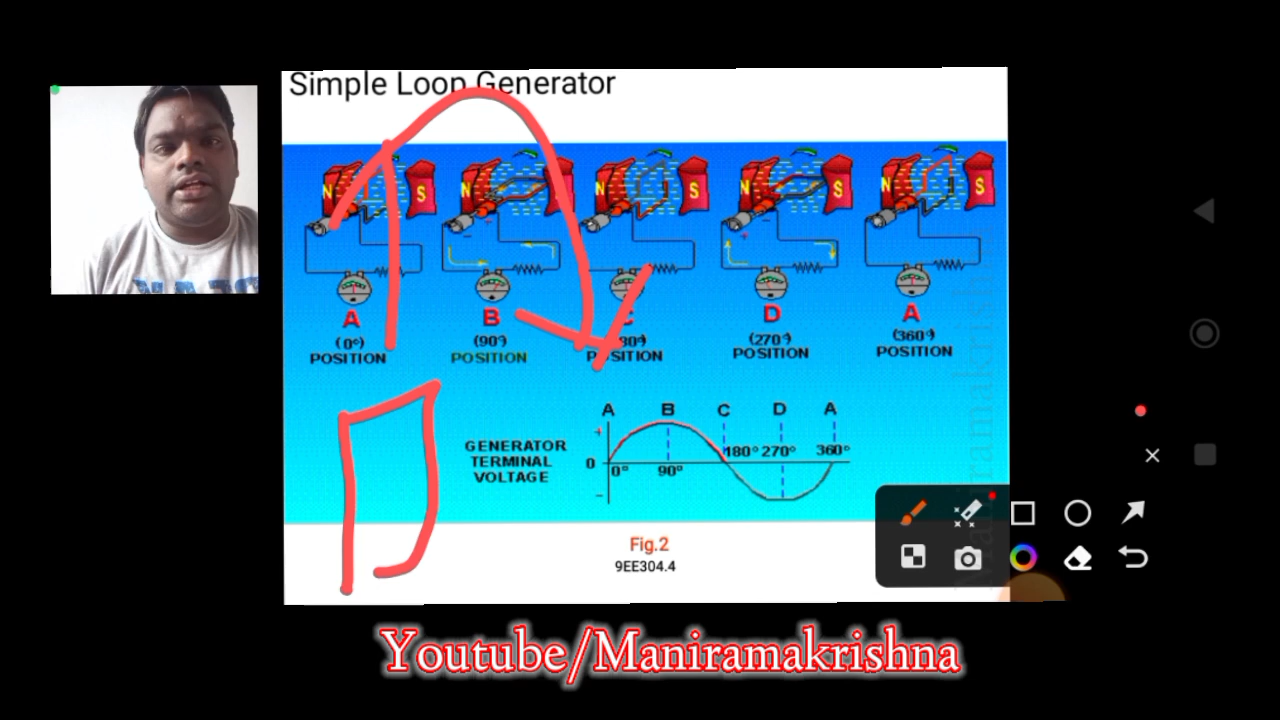 Simple Loop Generator
N S N S N S N S N S
A B C D A
(0°) (90°) (270°) (360°)
POSITION POSITION POSITION POSITION POSITION
A B C D A
+
GENERATOR
TERMINAL
VOLTAGE
0
0° 90° 180° 270° 360°
−
Fig.2
9EE304.4
Maniramakrishna
Youtube/Maniramakrishna